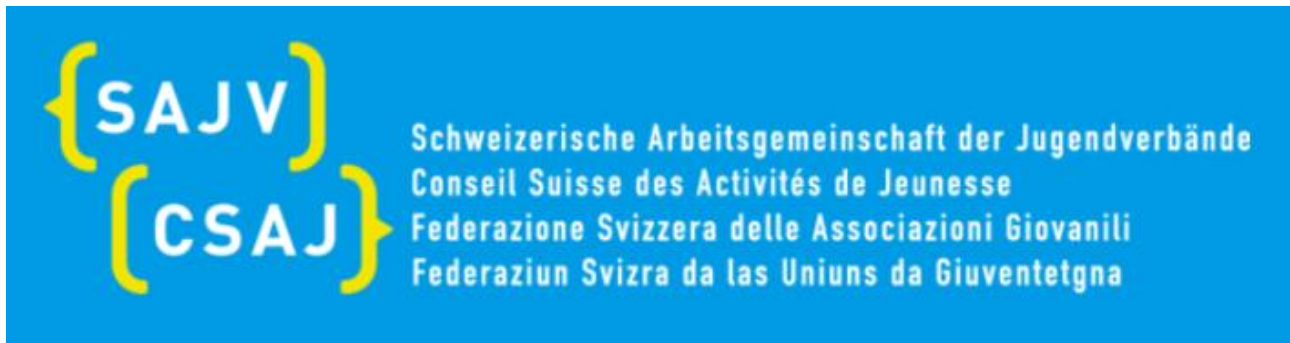 SAJV
CSAJ
Schweizerische Arbeitsgemeinschaft der Jugendverbände
Conseil Suisse des Activités de Jeunesse
Federazione Svizzera delle Associazioni Giovanili
Federaziun Svizra da las Uniuns da Giuventetgna